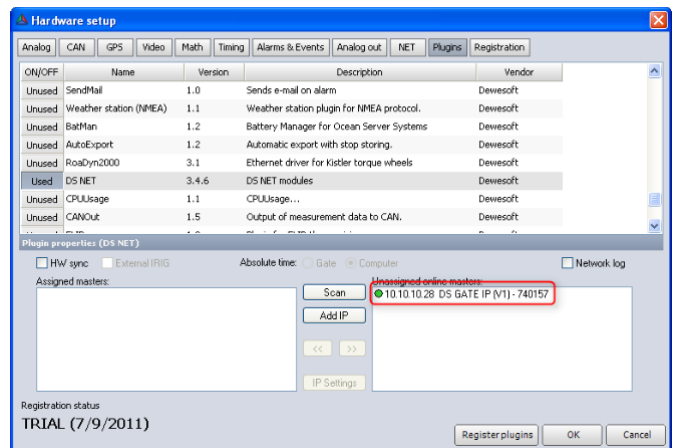 Hardware setup
Analog CAN GPS Video Math Timing Alarms & Events Analog out NET Plugins Registration
ON/OFF Name Version Description Vendor
Unused SendMail 1.0 Sends e-mail on alarm Dewesoft
Unused Weather station (NMEA) 1.1 Weather station plugin for NMEA protocol. Dewesoft
Unused BatMan 1.2 Battery Manager for Ocean Server Systems Dewesoft
Unused AutoExport 1.2 Automatic export with stop storing. Dewesoft
Unused RoaDyn2000 3.1 Ethernet driver for Kistler torque wheels Dewesoft
Used DS NET 3.4.6 DS NET modules Dewesoft
Unused CPUUsage 1.1 CPUUsage... Dewesoft
Unused CANOut 1.5 Output of measurement data to CAN. Dewesoft
Plugin properties (DS NET)
HW sync External IRIG Absolute time: Gate Computer Network log
Assigned masters: Unassigned online masters:
Scan 10.10.10.28 DS GATE IP (V1) - 740157
Add IP
<< >>
IP Settings
Registration status
TRIAL (7/9/2011)
Register plugins OK Cancel